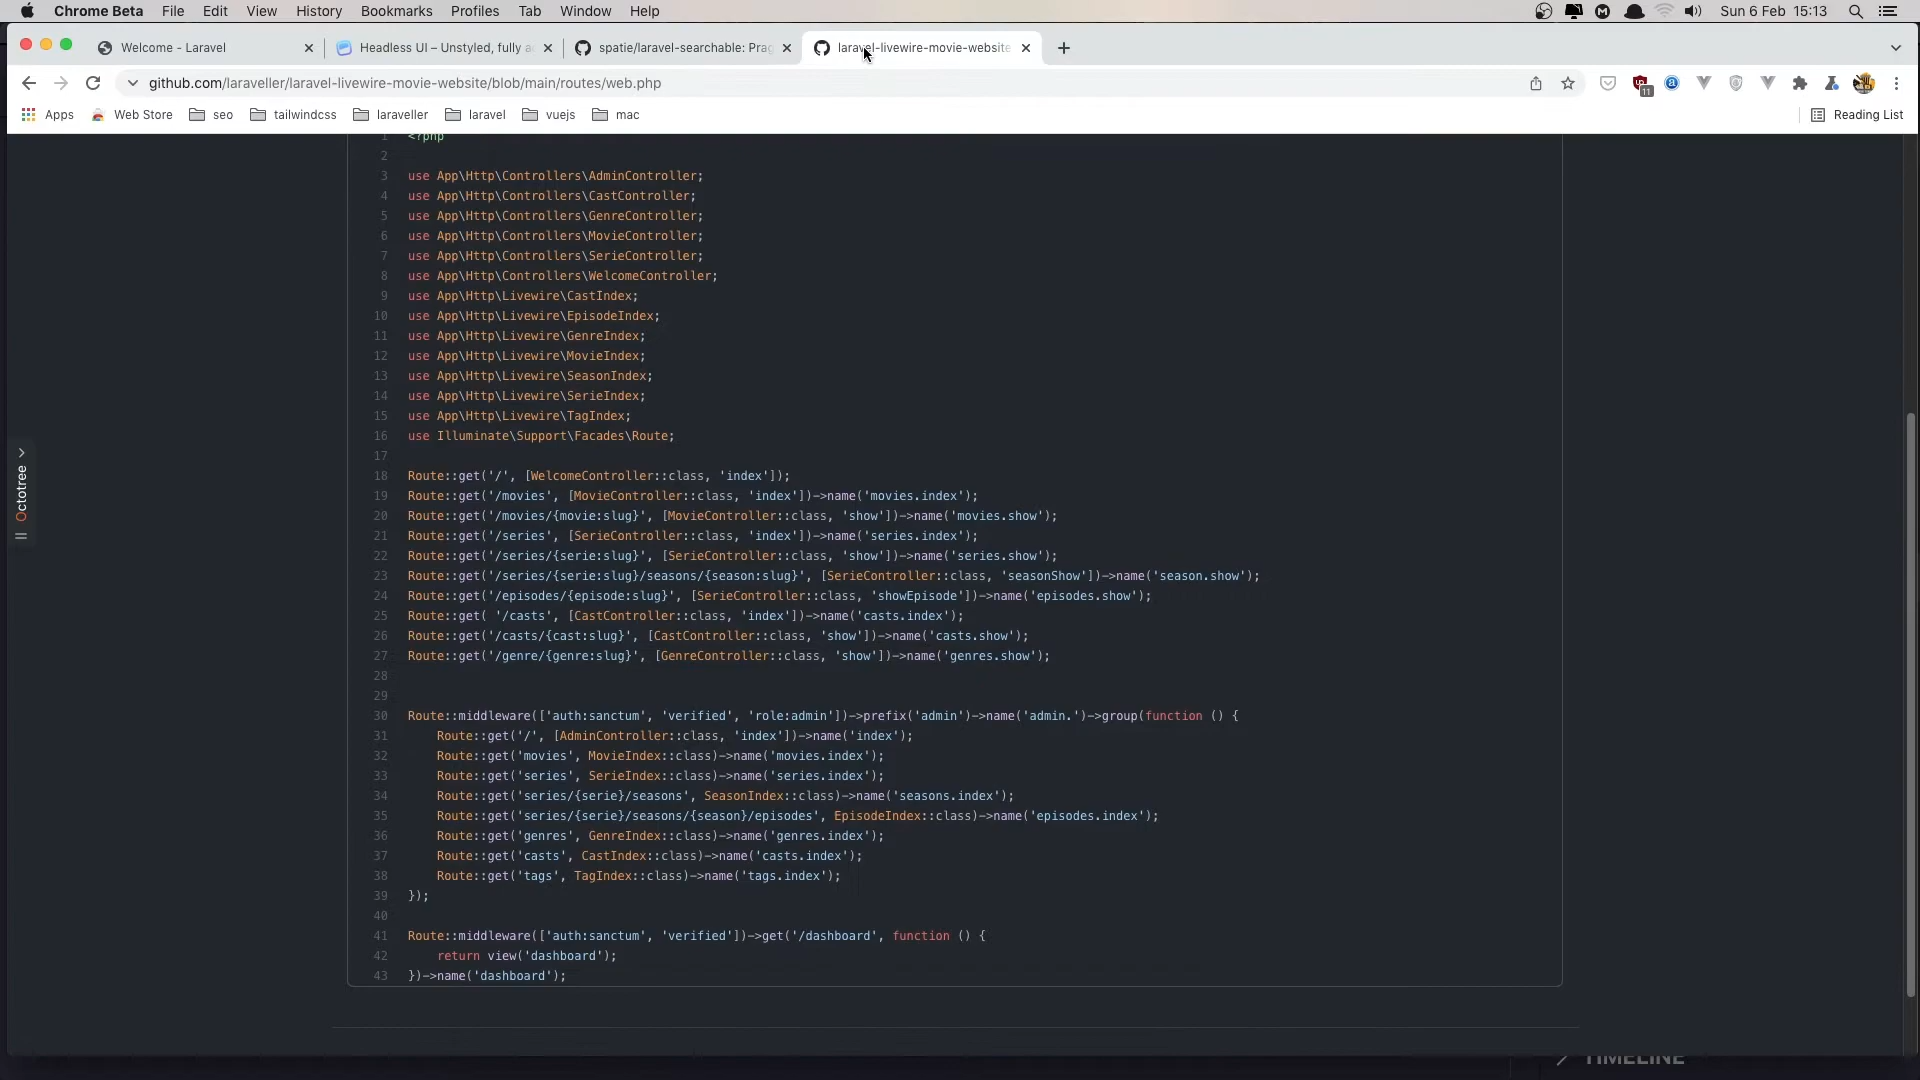 Chrome Beta File Edit View History Bookmarks Profiles Tab Window Help Sun 6 Feb 15:13
Welcome - Laravel
Headless UI – Unstyled, fully a
spatie/laravel-searchable: Prag
laravel-livewire-movie-website
github.com/laraveller/laravel-livewire-movie-website/blob/main/routes/web.php
11
Apps Web Store seo tailwindcss laraveller laravel vuejs mac Reading List
1 <?php
2
3 use App\Http\Controllers\AdminController;
4 use App\Http\Controllers\CastController;
5 use App\Http\Controllers\GenreController;
6 use App\Http\Controllers\MovieController;
7 use App\Http\Controllers\SerieController;
8 use App\Http\Controllers\WelcomeController;
9 use App\Http\Livewire\CastIndex;
10 use App\Http\Livewire\EpisodeIndex;
11 use App\Http\Livewire\GenreIndex;
12 use App\Http\Livewire\MovieIndex;
13 use App\Http\Livewire\SeasonIndex;
14 use App\Http\Livewire\SerieIndex;
15 use App\Http\Livewire\TagIndex;
16 use Illuminate\Support\Facades\Route;
17
18 Route::get('/', [WelcomeController::class, 'index']);
19 Route::get('/movies', [MovieController::class, 'index'])->name('movies.index');
20 Route::get('/movies/{movie:slug}', [MovieController::class, 'show'])->name('movies.show');
21 Route::get('/series', [SerieController::class, 'index'])->name('series.index');
22 Route::get('/series/{serie:slug}', [SerieController::class, 'show'])->name('series.show');
23 Route::get('/series/{serie:slug}/seasons/{season:slug}', [SerieController::class, 'seasonShow'])->name('season.show');
24 Route::get('/episodes/{episode:slug}', [SerieController::class, 'showEpisode'])->name('episodes.show');
25 Route::get( '/casts', [CastController::class, 'index'])->name('casts.index');
26 Route::get('/casts/{cast:slug}', [CastController::class, 'show'])->name('casts.show');
27 Route::get('/genre/{genre:slug}', [GenreController::class, 'show'])->name('genres.show');
28
29
30 Route::middleware(['auth:sanctum', 'verified', 'role:admin'])->prefix('admin')->name('admin.')->group(function () {
31 Route::get('/', [AdminController::class, 'index'])->name('index');
32 Route::get('movies', MovieIndex::class)->name('movies.index');
33 Route::get('series', SerieIndex::class)->name('series.index');
34 Route::get('series/{serie}/seasons', SeasonIndex::class)->name('seasons.index');
35 Route::get('series/{serie}/seasons/{season}/episodes', EpisodeIndex::class)->name('episodes.index');
36 Route::get('genres', GenreIndex::class)->name('genres.index');
37 Route::get('casts', CastIndex::class)->name('casts.index');
38 Route::get('tags', TagIndex::class)->name('tags.index');
39 });
40
41 Route::middleware(['auth:sanctum', 'verified'])->get('/dashboard', function () {
42 return view('dashboard');
43 })->name('dashboard');
Octotree
TIMELINE